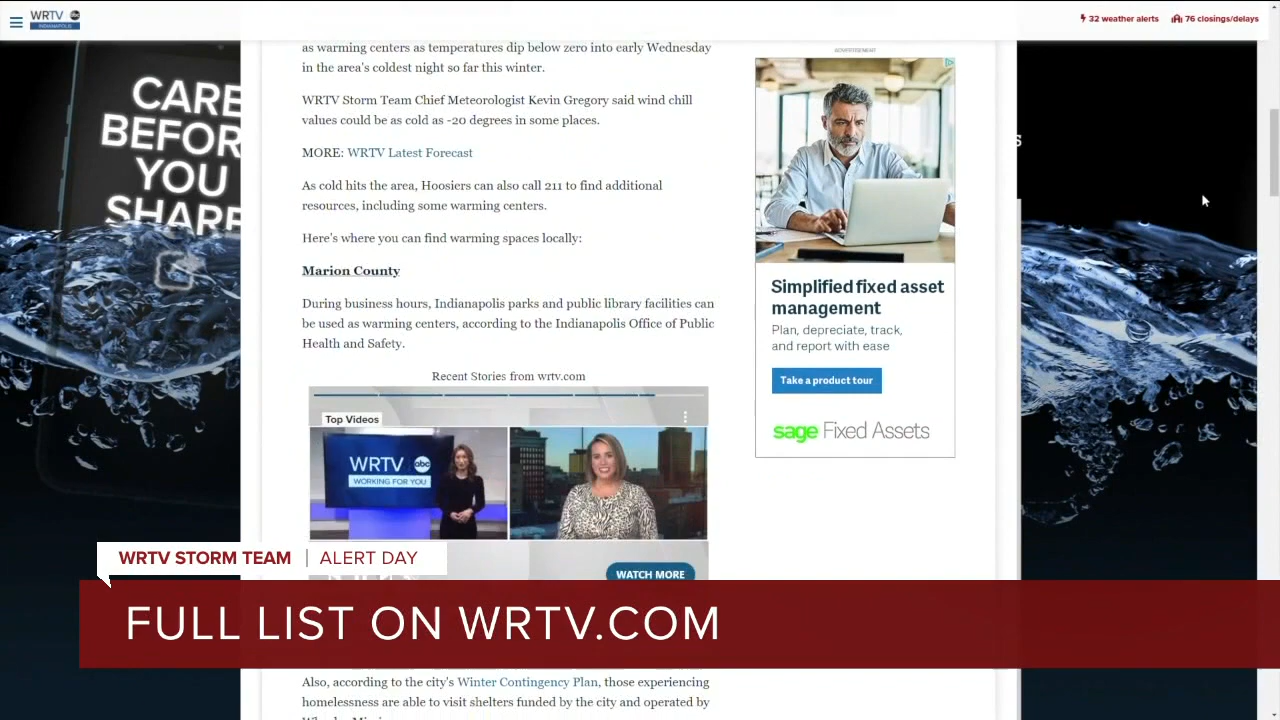 WRTV abc
INDIANAPOLIS
32 weather alerts
76 closings/delays
CARE
BEFORE
YOU
SHARE
S
as warming centers as temperatures dip below zero into early Wednesday
in the area's coldest night so far this winter.
WRTV Storm Team Chief Meteorologist Kevin Gregory said wind chill
values could be as cold as -20 degrees in some places.
MORE: WRTV Latest Forecast
As cold hits the area, Hoosiers can also call 211 to find additional
resources, including some warming centers.
Here's where you can find warming spaces locally:
Marion County
During business hours, Indianapolis parks and public library facilities can
be used as warming centers, according to the Indianapolis Office of Public
Health and Safety.
Recent Stories from wrtv.com
Top Videos
WRTV abc
WORKING FOR YOU
WATCH MORE
ADVERTISEMENT
Simplified fixed asset
management
Plan, depreciate, track,
and report with ease
Take a product tour
sage Fixed Assets
WRTV STORM TEAM | ALERT DAY
FULL LIST ON WRTV.COM
Also, according to the city's Winter Contingency Plan, those experiencing
homelessness are able to visit shelters funded by the city and operated by